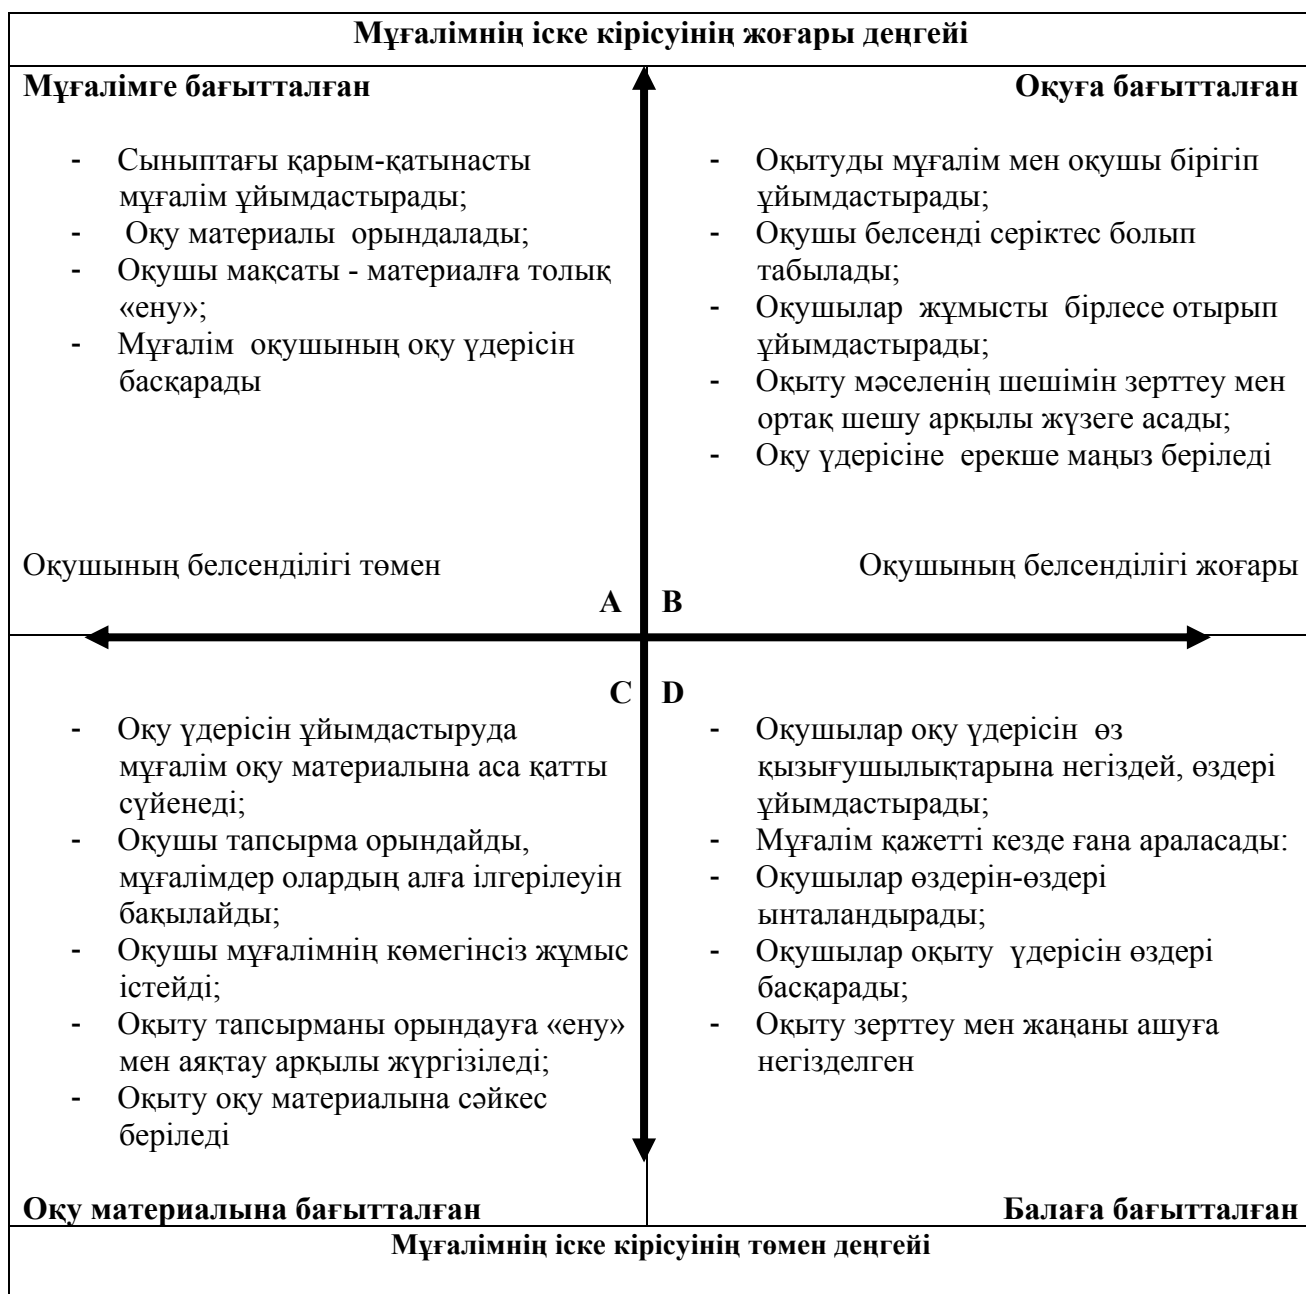 Мұғалімнің іске кірісуінің жоғары деңгейі
Мұғалімге бағытталған
- Сыныптағы қарым-қатынасты
мұғалім ұйымдастырады;
- Оқу материалы орындалады;
- Оқушы мақсаты - материалға толық
«ену»;
- Мұғалім оқушының оқу үдерісін
басқарады
Оқушының белсенділігі төмен
A
Оқуға бағытталған
- Оқытуды мұғалім мен оқушы бірігіп
ұйымдастырады;
- Оқушы белсенді серіктес болып
табылады;
- Оқушылар жұмысты бірлесе отырып
ұйымдастырады;
- Оқыту мәселенің шешімін зерттеу мен
ортақ шешу арқылы жүзеге асады;
- Оқу үдерісіне ерекше маңыз беріледі
Оқушының белсенділігі жоғары
B
C
- Оқу үдерісін ұйымдастыруда
мұғалім оқу материалына аса қатты
сүйенеді;
- Оқушы тапсырма орындайды,
мұғалімдер олардың алға ілгерілеуін
бақылайды;
- Оқушы мұғалімнің көмегінсіз жұмыс
істейді;
- Оқыту тапсырманы орындауға «ену»
мен аяқтау арқылы жүргізіледі;
- Оқыту оқу материалына сәйкес
беріледі
Оқу материалына бағытталған
D
- Оқушылар оқу үдерісін өз
қызығушылықтарына негіздей, өздері
ұйымдастырады;
- Мұғалім қажетті кезде ғана араласады:
- Оқушылар өздерін-өздері
ынталандырады;
- Оқушылар оқыту үдерісін өздері
басқарады;
- Оқыту зерттеу мен жаңаны ашуға
негізделген
Балаға бағытталған
Мұғалімнің іске кірісуінің төмен деңгейі